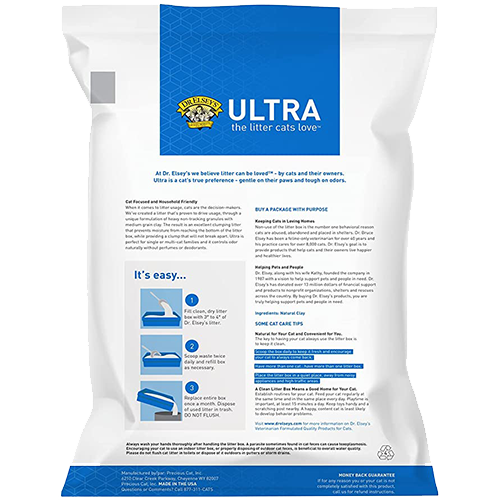 DR. ELSEY'S
ULTRA
the litter cats love™
At Dr. Elsey's we believe litter can be loved™ - by cats and their owners.
Ultra is a cat's true preference - gentle on their paws and tough on odors.
Cat Focused and Household Friendly
When it comes to litter usage, cats are the decision-makers.
We've created a litter that's proven to drive usage, through a
unique formulation of heavy non-tracking granules with
medium grain clay. The result is an excellent clumping litter
that prevents moisture from reaching the bottom of the litter
box, while providing a clump that will not break apart. Ultra is
perfect for single or multi-cat families and it controls odor
naturally without perfumes or deodorants.
It's easy...
1
Fill clean, dry litter
box with 3" to 4" of
Dr. Elsey's litter.
2
Scoop waste twice
daily and refill box
as necessary.
3
Replace entire box
once a month. Dispose
of used litter in trash.
DO NOT FLUSH.
BUY A PACKAGE WITH PURPOSE
Keeping Cats in Loving Homes
Non-use of the litter box is the number one behavioral reason
cats are abused, abandoned and placed in shelters. Dr. Bruce
Elsey has been a feline-only veterinarian for over 40 years and
his practice cares for over 8,000 cats. Dr. Elsey's goal is to
provide products that help cats and their owners live happier
and healthier lives.
Helping Pets and People
Dr. Elsey, along with his wife Kathy, founded the company in
1987 with a vision to help support pets and people in need. Dr.
Elsey's has donated over 13 million dollars of financial support
and products to nonprofit organizations, shelters and rescues
across the country. By buying Dr. Elsey's products, you are
truly helping support pets and people in need.
Ingredients: Natural Clay
SOME CAT CARE TIPS
Natural for Your Cat and Convenient for You.
The key to having your cat always use the litter box is
to keep it clean.
Scoop the box daily to keep it fresh and encourage
your cat to always come back.
Have more than one cat, have more than one litter box.
Place the litter box in a quiet place, away from noisy
appliances and high traffic areas.
A Clean Litter Box Means a Good Home for Your Cat.
Establish routines for your cat. Feed your cat regularly at
the same time and in the same place every day. Playtime is
important, at least 15 minutes a day. Keep toys handy and a
scratching post nearby. A happy, content cat is least likely
to develop behavior problems.
Visit www.drelseys.com for more information on Dr. Elsey's
Veterinarian Formulated Quality Products for Cats.
Always wash your hands thoroughly after handling the litter box. A parasite sometimes found in cat feces can cause toxoplasmosis.
Encouraging your cat to use an indoor litter box, or properly disposing of outdoor cat feces, is beneficial to overall water quality.
Please do not flush cat litter in toilets or dispose of it outdoors in gutters or storm drains.
Manufactured by/par: Precious Cat, Inc.
6210 Clear Creek Parkway, Cheyenne WY 82007
Precious Cat, Inc. MADE IN THE USA
Questions or Comments? Call 877-311-CATS
MONEY BACK GUARANTEE
If for any reason you or your cat is not
completely satisfied with this product,
call us for refund instructions.